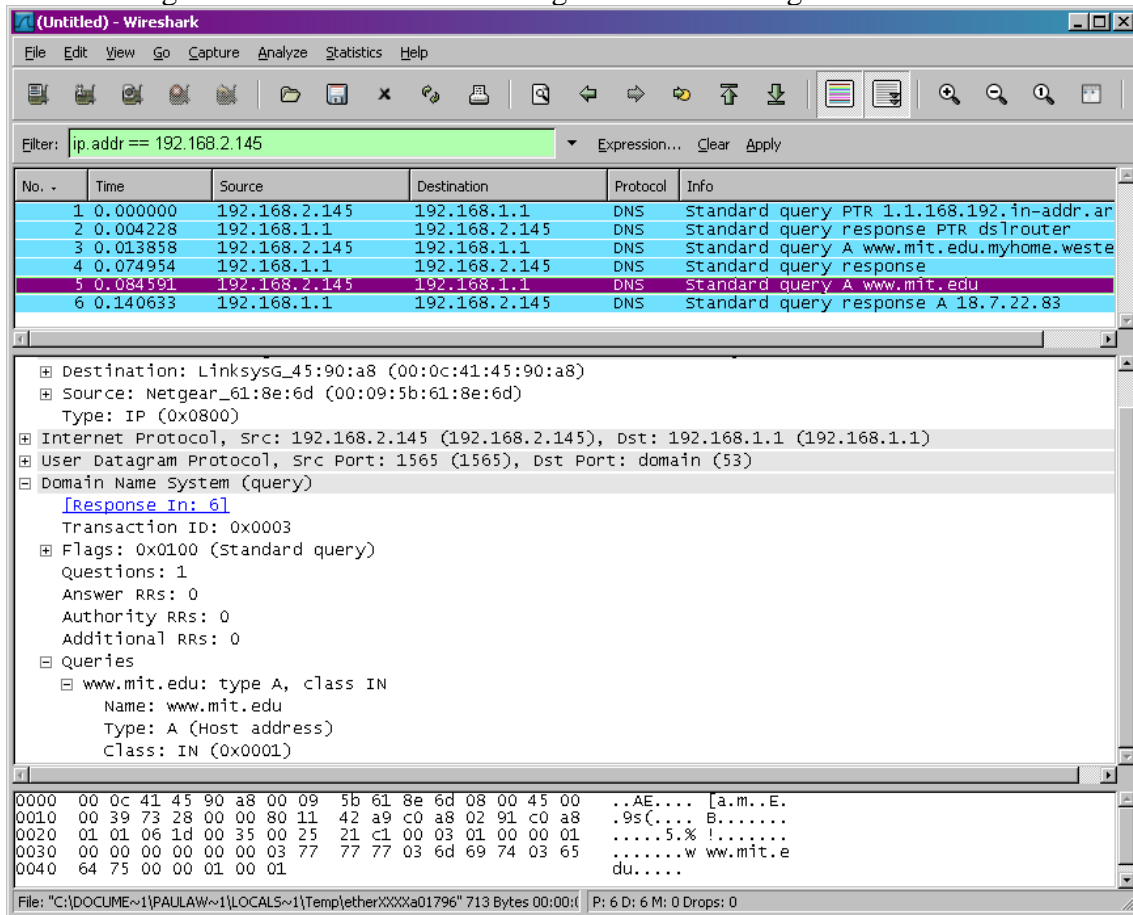 (Untitled) - Wireshark
File Edit View Go Capture Analyze Statistics Help
Filter: ip.addr == 192.168.2.145 Expression... Clear Apply
No. Time Source Destination Protocol Info
1 0.000000 192.168.2.145 192.168.1.1 DNS Standard query PTR 1.1.168.192.in-addr.ar
2 0.004228 192.168.1.1 192.168.2.145 DNS Standard query response PTR dslrouter
3 0.013858 192.168.2.145 192.168.1.1 DNS Standard query A www.mit.edu.myhome.weste
4 0.074954 192.168.1.1 192.168.2.145 DNS Standard query response
5 0.084591 192.168.2.145 192.168.1.1 DNS Standard query A www.mit.edu
6 0.140633 192.168.1.1 192.168.2.145 DNS Standard query response A 18.7.22.83
Destination: LinksysG_45:90:a8 (00:0c:41:45:90:a8)
Source: Netgear_61:8e:6d (00:09:5b:61:8e:6d)
Type: IP (0x0800)
Internet Protocol, Src: 192.168.2.145 (192.168.2.145), Dst: 192.168.1.1 (192.168.1.1)
User Datagram Protocol, Src Port: 1565 (1565), Dst Port: domain (53)
Domain Name System (query)
[Response In: 6]
Transaction ID: 0x0003
Flags: 0x0100 (Standard query)
Questions: 1
Answer RRs: 0
Authority RRs: 0
Additional RRs: 0
Queries
www.mit.edu: type A, class IN
Name: www.mit.edu
Type: A (Host address)
Class: IN (0x0001)
0000 00 0c 41 45 90 a8 00 09 5b 61 8e 6d 08 00 45 00 ..AE.... [a.m..E.
0010 00 39 73 28 00 00 80 11 42 a9 c0 a8 02 91 c0 a8 .9s(.... B.......
0020 01 01 06 1d 00 35 00 25 21 c1 00 03 01 00 00 01 .....5.% !.......
0030 00 00 00 00 00 00 03 77 77 77 03 6d 69 74 03 65 .......w ww.mit.e
0040 64 75 00 00 01 00 01 du.....
File: "C:\DOCUME~1\PAULAW~1\LOCALS~1\Temp\etherXXXXa01796" 713 Bytes 00:00:( P: 6 D: 6 M: 0 Drops: 0